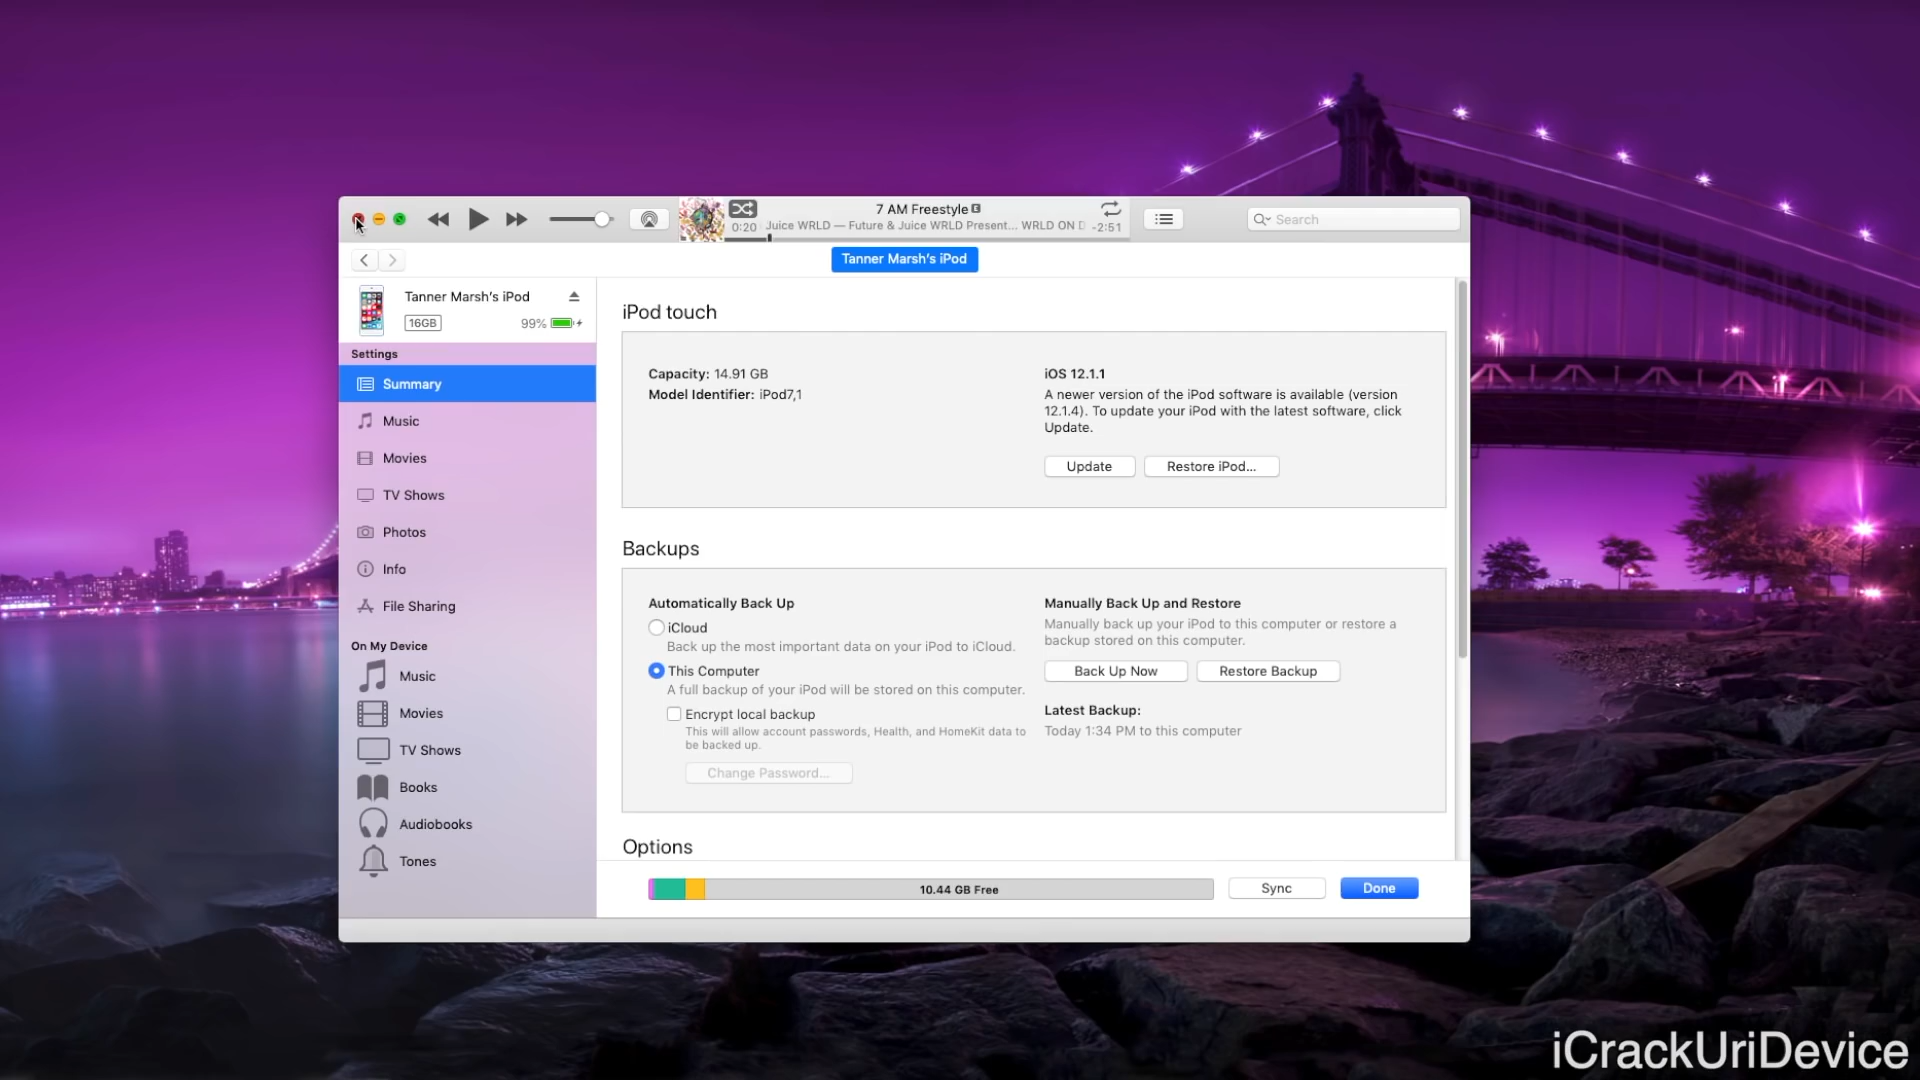 7 AM Freestyle E
0:20 Juice WRLD — Future & Juice WRLD Present... WRLD ON D -2:51
Search
Tanner Marsh's iPod
Tanner Marsh's iPod
16GB
99%
Settings
Summary
Music
Movies
TV Shows
Photos
Info
File Sharing
On My Device
Music
Movies
TV Shows
Books
Audiobooks
Tones
iPod touch
Capacity: 14.91 GB
Model Identifier: iPod7,1
iOS 12.1.1
A newer version of the iPod software is available (version
12.1.4). To update your iPod with the latest software, click
Update.
Update
Restore iPod...
Backups
Automatically Back Up
iCloud
Back up the most important data on your iPod to iCloud.
This Computer
A full backup of your iPod will be stored on this computer.
Encrypt local backup
This will allow account passwords, Health, and HomeKit data to
be backed up.
Change Password...
Manually Back Up and Restore
Manually back up your iPod to this computer or restore a
backup stored on this computer.
Back Up Now
Restore Backup
Latest Backup:
Today 1:34 PM to this computer
Options
10.44 GB Free
Sync
Done
iCrackUriDevice